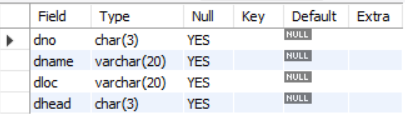 Field Type Null Key Default Extra
dno char(3) YES NULL
dname varchar(20) YES NULL
dloc varchar(20) YES NULL
dhead char(3) YES NULL